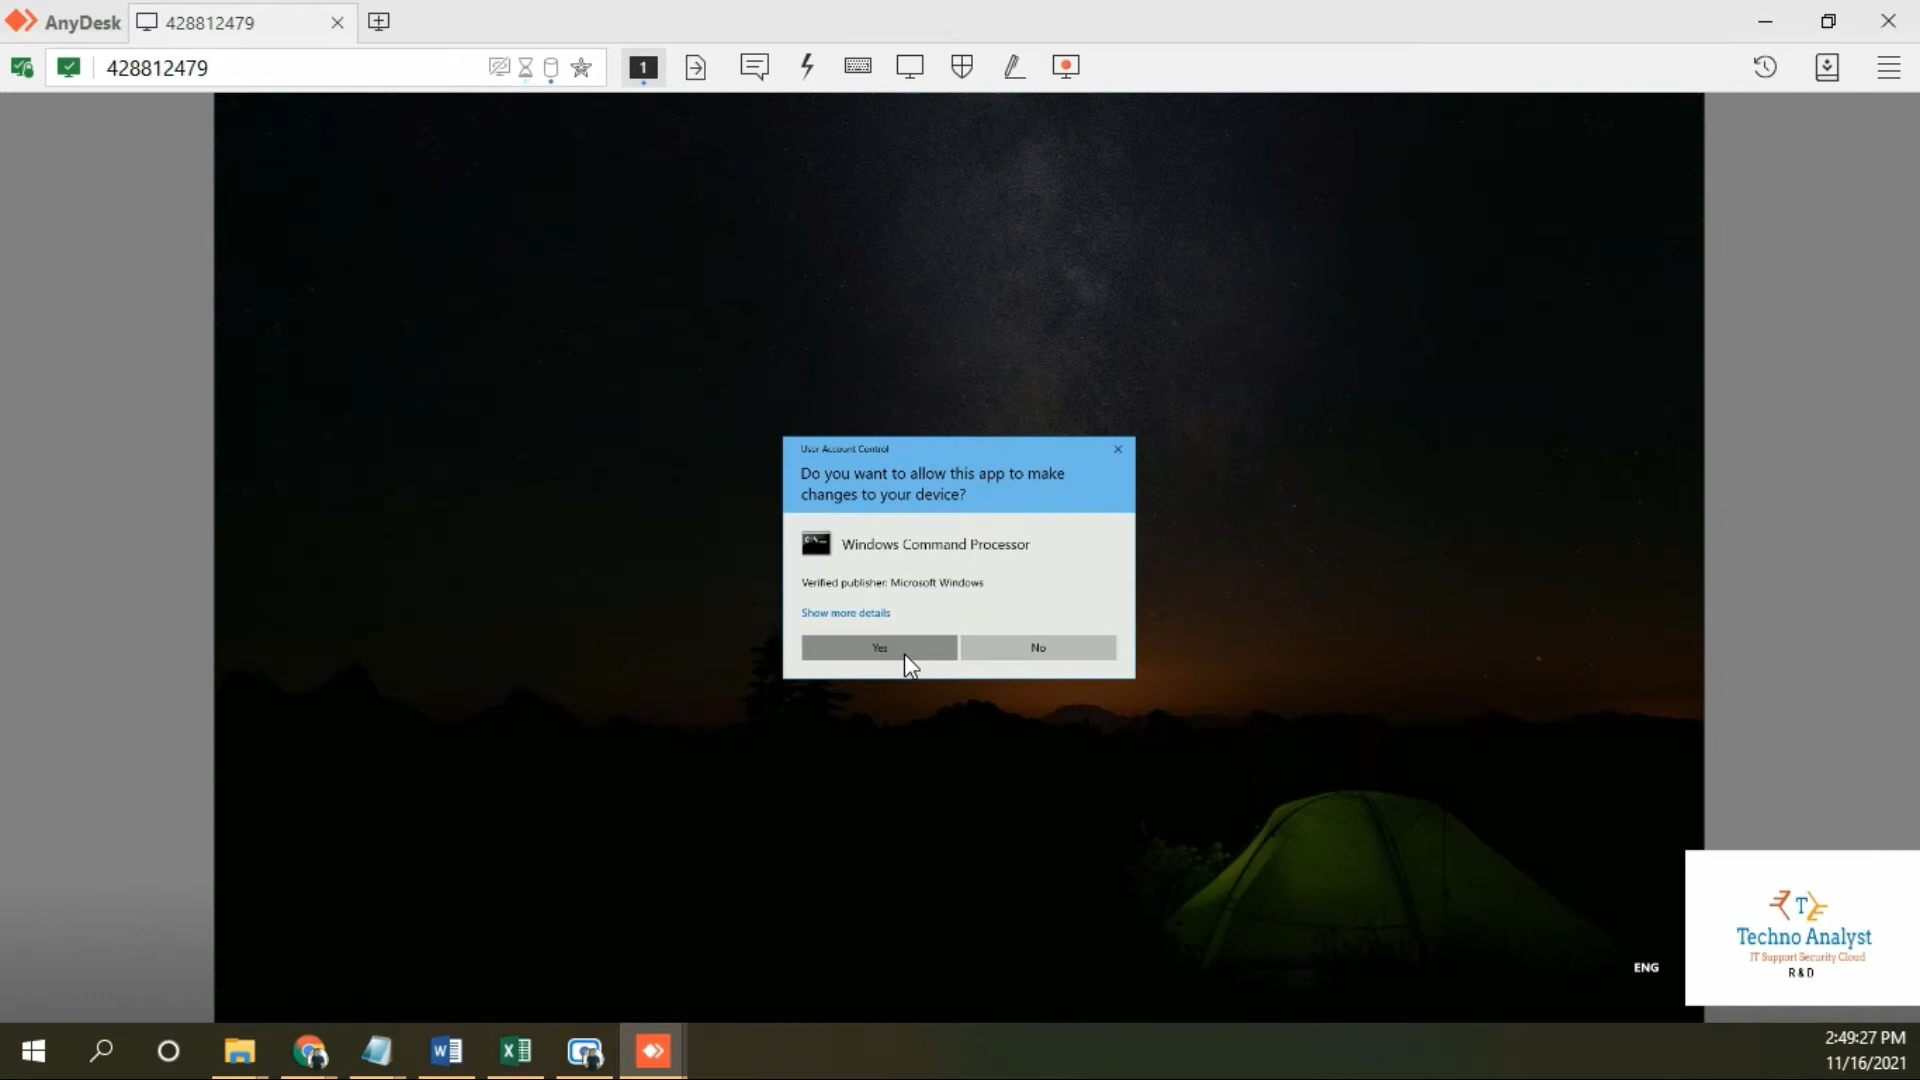 AnyDesk
428812479
428812479
1
User Account Control
Do you want to allow this app to make
changes to your device?
C:\_
Windows Command Processor
Verified publisher: Microsoft Windows
Show more details
Yes
No
ENG
T
Techno Analyst
IT Support Security Cloud
R & D
W
X
2:49:27 PM
11/16/2021